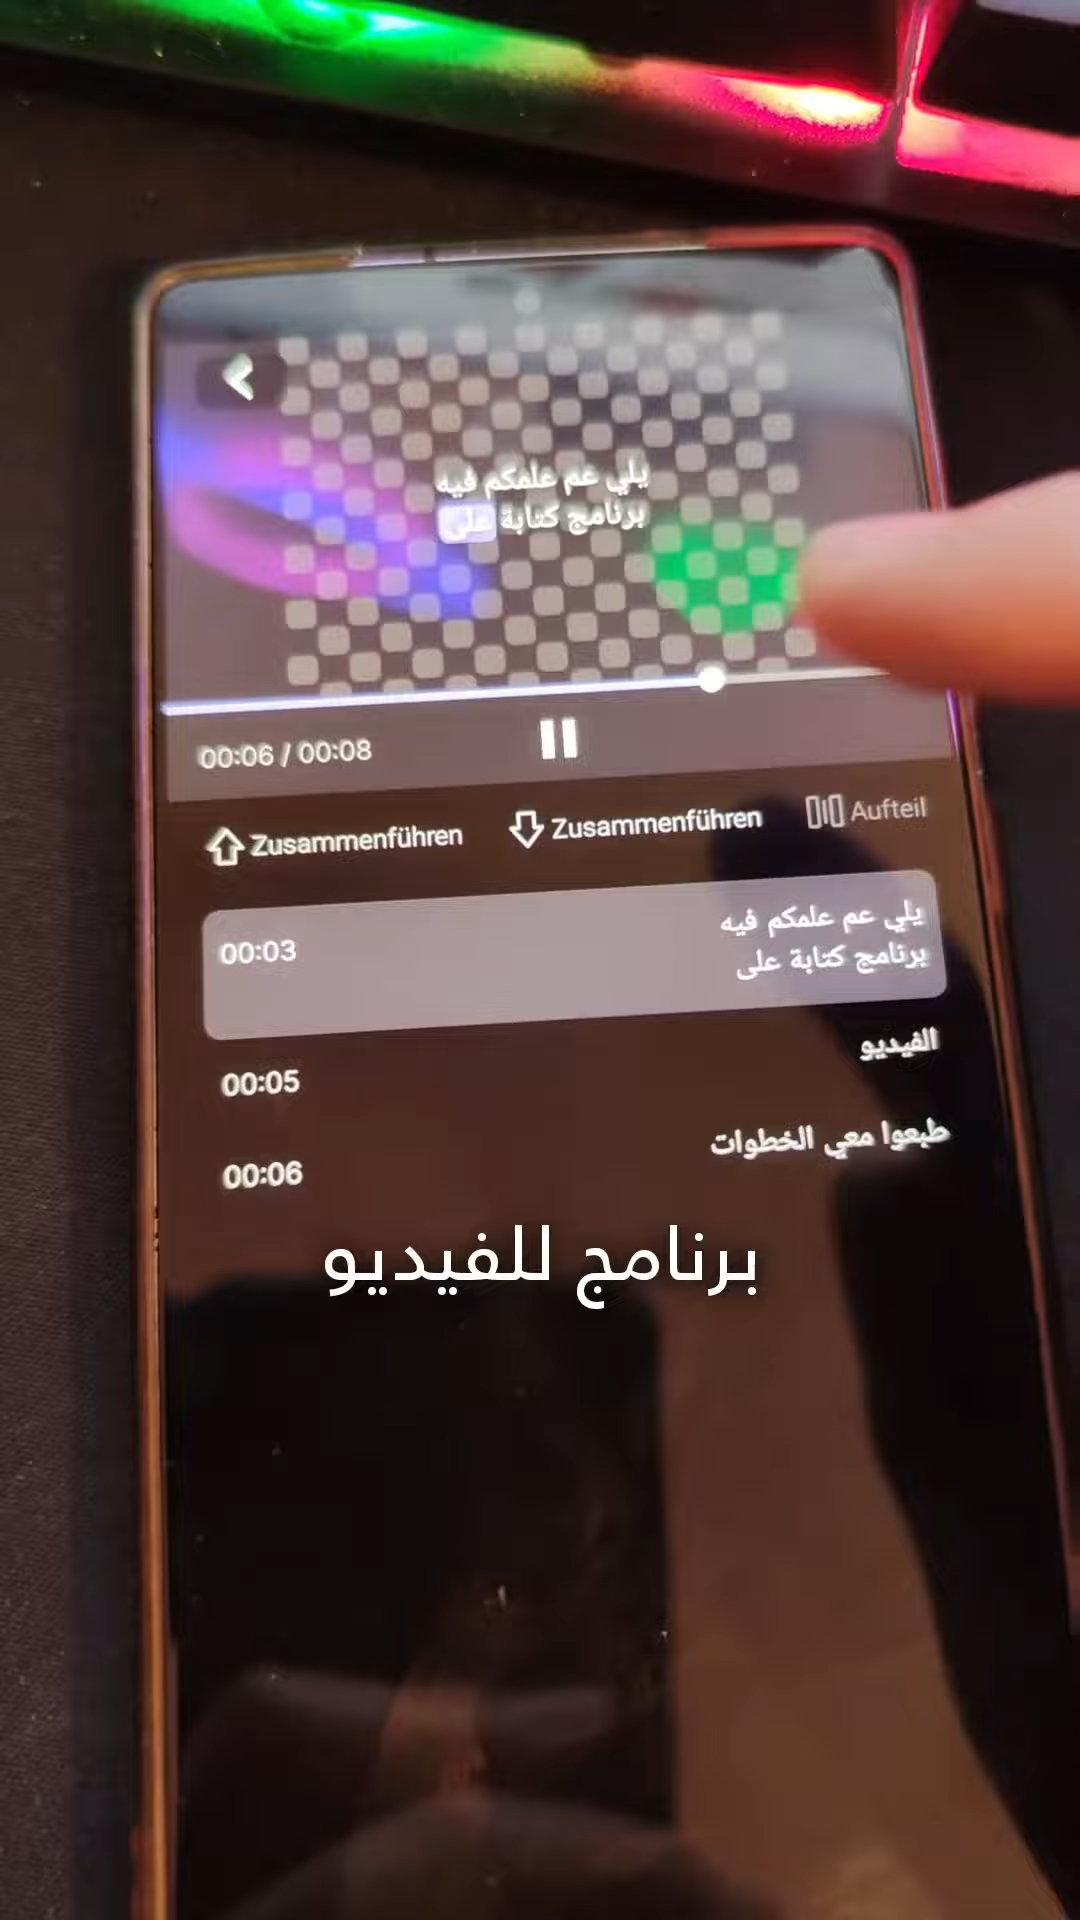 يلي عم علمكم فيه
برنامج كتابة على
00:06 / 00:08
Zusammenführen
Zusammenführen
Aufteil
00:03
يلي عم علمكم فيه
برنامج كتابة على
الفيديو
00:05
طبعوا معي الخطوات
00:06
برنامج للفيديو